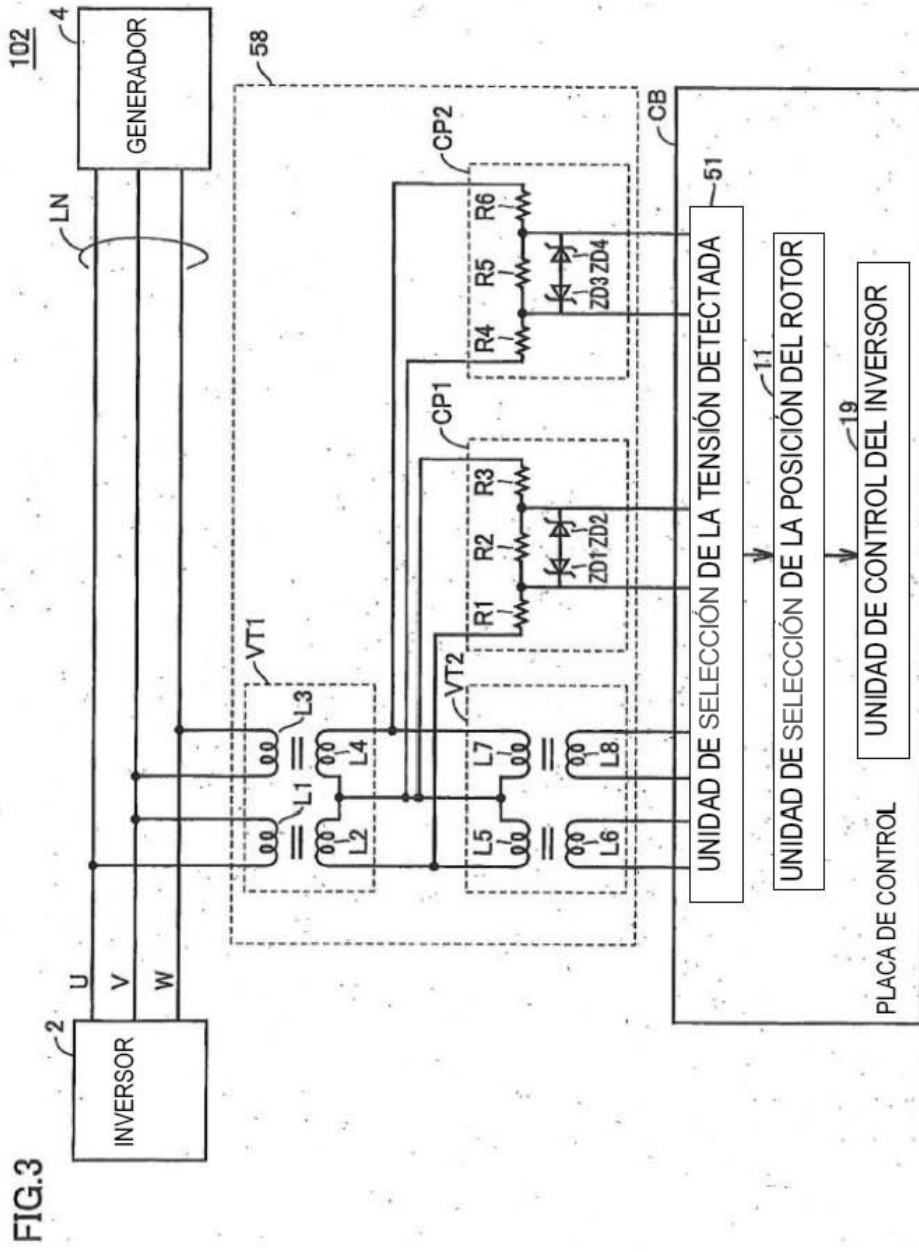 FIG.3
102
INVERSOR
2
U
V
W
LN
GENERADOR
4
58
VT1
L1
L3
L2
L4
VT2
L5
L7
L6
L8
CP1
R1
R2
R3
ZD1
ZD2
CP2
R4
R5
R6
ZD3
ZD4
CB
UNIDAD DE SELECCIÓN DE LA TENSIÓN DETECTADA
51
UNIDAD DE SELECCIÓN DE LA POSICIÓN DEL ROTOR
11
UNIDAD DE CONTROL DEL INVERSOR
19
PLACA DE CONTROL